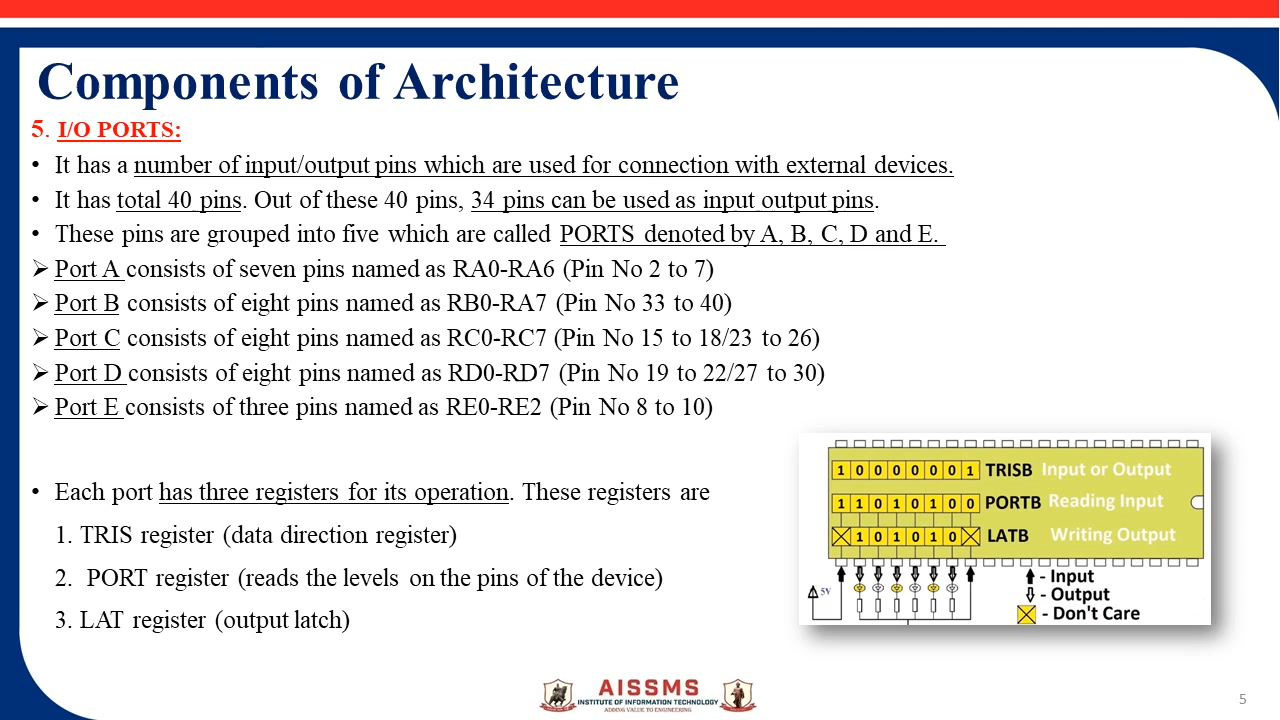 Components of Architecture
5. I/O PORTS:
• It has a number of input/output pins which are used for connection with external devices.
• It has total 40 pins. Out of these 40 pins, 34 pins can be used as input output pins.
• These pins are grouped into five which are called PORTS denoted by A, B, C, D and E.
➢ Port A consists of seven pins named as RA0-RA6 (Pin No 2 to 7)
➢ Port B consists of eight pins named as RB0-RA7 (Pin No 33 to 40)
➢ Port C consists of eight pins named as RC0-RC7 (Pin No 15 to 18/23 to 26)
➢ Port D consists of eight pins named as RD0-RD7 (Pin No 19 to 22/27 to 30)
➢ Port E consists of three pins named as RE0-RE2 (Pin No 8 to 10)
• Each port has three registers for its operation. These registers are
1. TRIS register (data direction register)
2. PORT register (reads the levels on the pins of the device)
3. LAT register (output latch)
1 0 0 0 0 0 0 1 TRISB Input or Output
1 1 0 1 0 1 0 0 PORTB Reading Input
1 0 1 0 1 0 LATB Writing Output
5V
- Input
- Output
- Don't Care
AISSMS
INSTITUTE OF INFORMATION TECHNOLOGY
ADDING VALUE TO ENGINEERING
5